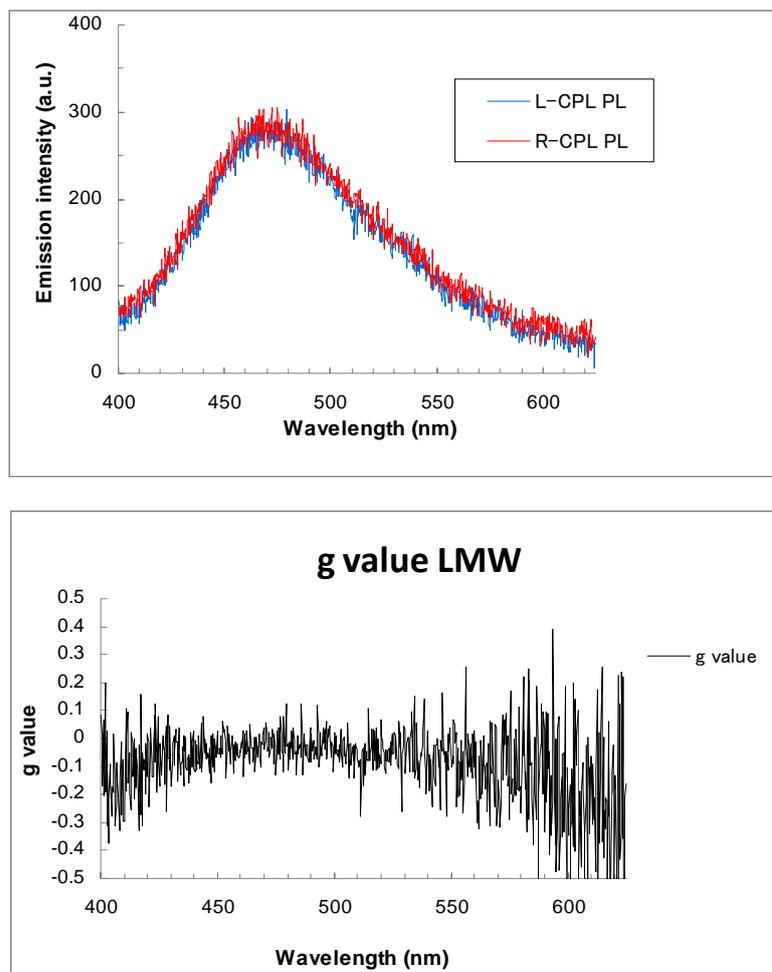 400
300
200
100
0
Emission intensity (a.u.)
L-CPL PL
R-CPL PL
400 450 500 550 600
Wavelength (nm)
g value LMW
0.5
0.4
0.3
0.2
0.1
0
-0.1
-0.2
-0.3
-0.4
-0.5
g value
g value
400 450 500 550 600
Wavelength (nm)